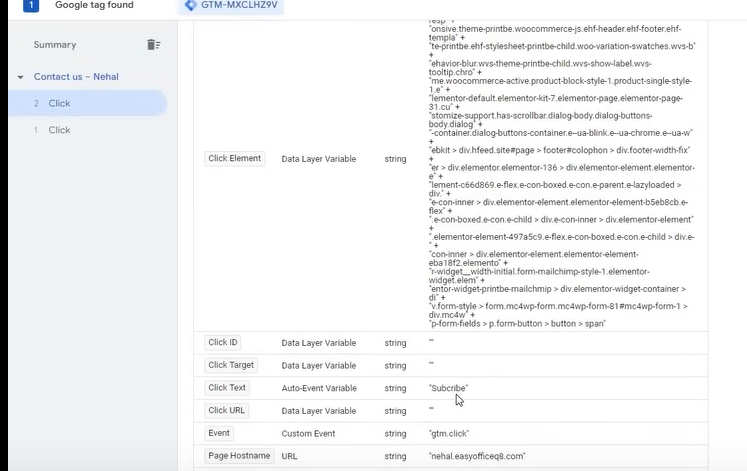 1 Google tag found GTM-MXCLHZ9V
Summary
Contact us – Nehal
2 Click
1 Click
Click Element Data Layer Variable string
resp" +
"onsive.theme-printbe.woocommerce-js.ehf-header.ehf-footer.ehf-
templa" +
"te-printbe.ehf-stylesheet-printbe-child.woo-variation-swatches.wvs-b"
+
"ehavior-blur.wvs-theme-printbe-child.wvs-show-label.wvs-
tooltip.chro" +
"me.woocommerce-active.product-block-style-1.product-single-style-
1.e" +
"lementor-default.elementor-kit-7.elementor-page.elementor-page-
31.cu" +
"stomize-support.has-scrollbar.dialog-body.dialog-buttons-
body.dialog" +
"-container.dialog-buttons-container.e--ua-blink.e--ua-chrome.e--ua-w"
+
"ebkit > div.hfeed.site#page > footer#colophon > div.footer-width-fix"
+
"er > div.elementor.elementor-136 > div.elementor-element.elementor-
e" +
"lement-c66d869.e-flex.e-con-boxed.e-con.e-parent.e-lazyloaded >
div." +
"e-con-inner > div.elementor-element.elementor-element-b5eb8cb.e-
flex" +
".e-con-boxed.e-con.e-child > div.e-con-inner > div.elementor-element"
+
".elementor-element-497a5c9.e-flex.e-con-boxed.e-con.e-child > div.e-
" +
"con-inner > div.elementor-element.elementor-element-
eba18f2.elemento" +
"r-widget__width-initial.form-mailchimp-style-1.elementor-
widget.elem" +
"entor-widget-printbe-mailchmip > div.elementor-widget-container >
di" +
"v.form-style > form.mc4wp-form.mc4wp-form-81#mc4wp-form-1 >
div.mc4w" +
"p-form-fields > p.form-button > button > span"
Click ID Data Layer Variable string ""
Click Target Data Layer Variable string ""
Click Text Auto-Event Variable string "Subcribe"
Click URL Data Layer Variable string ""
Event Custom Event string "gtm.click"
Page Hostname URL string "nehal.easyofficeq8.com"